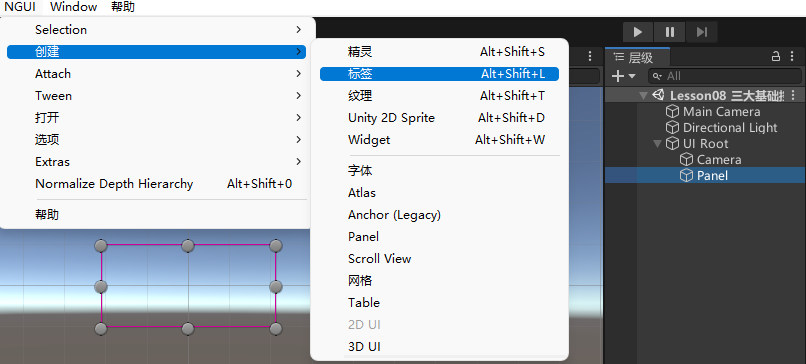 NGUI Window 帮助
Selection
创建
Attach
Tween
打开
选项
Extras
Normalize Depth Hierarchy Alt+Shift+0
帮助
精灵 Alt+Shift+S
标签 Alt+Shift+L
纹理 Alt+Shift+T
Unity 2D Sprite Alt+Shift+D
Widget Alt+Shift+W
字体
Atlas
Anchor (Legacy)
Panel
Scroll View
网格
Table
2D UI
3D UI
层级
All
Lesson08 三大基础
Main Camera
Directional Light
UI Root
Camera
Panel